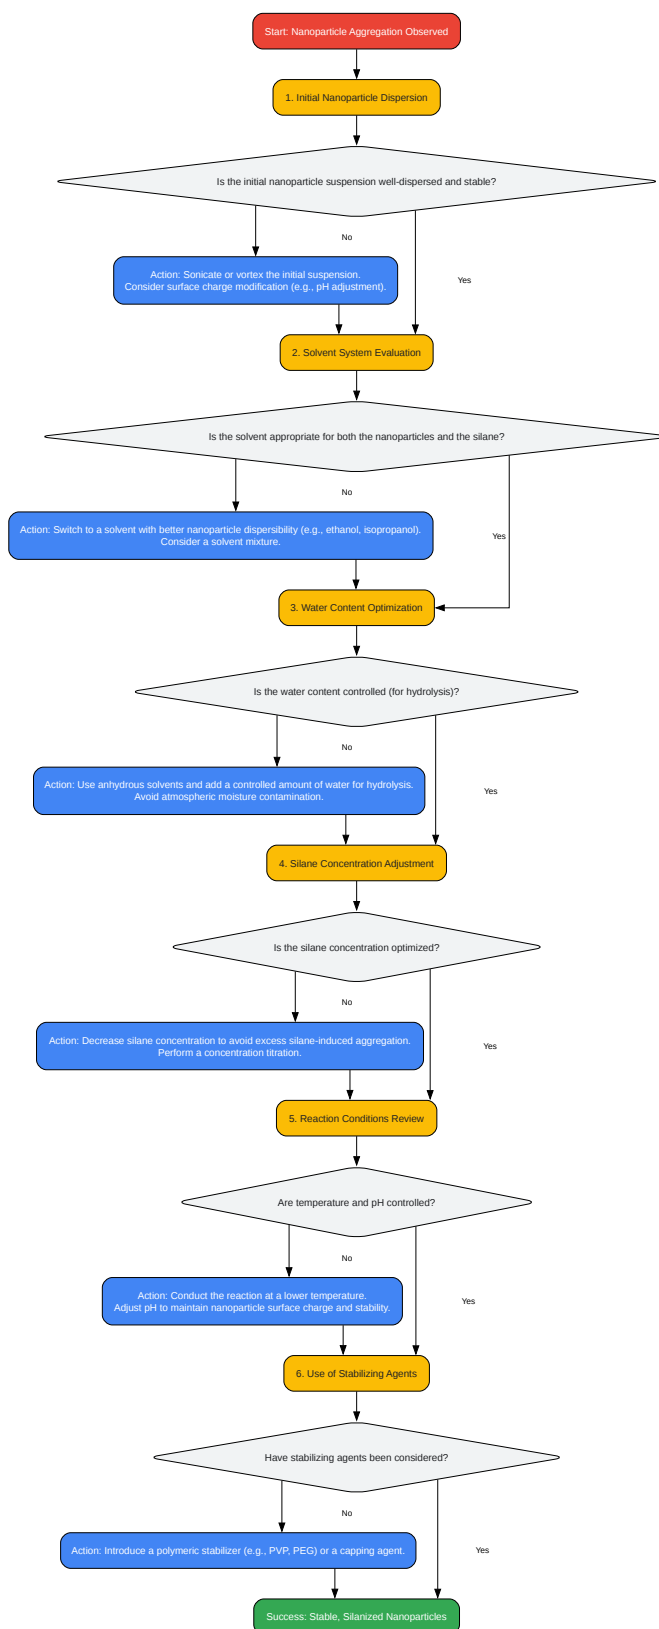 Start: Nanoparticle Aggregation Observed
1. Initial Nanoparticle Dispersion
Is the initial nanoparticle suspension well-dispersed and stable?
No
Action: Sonicate or vortex the initial suspension.
Consider surface charge modification (e.g., pH adjustment).
Yes
2. Solvent System Evaluation
Is the solvent appropriate for both the nanoparticles and the silane?
No
Action: Switch to a solvent with better nanoparticle dispersibility (e.g., ethanol, isopropanol).
Consider a solvent mixture.
Yes
3. Water Content Optimization
Is the water content controlled (for hydrolysis)?
No
Action: Use anhydrous solvents and add a controlled amount of water for hydrolysis.
Avoid atmospheric moisture contamination.
Yes
4. Silane Concentration Adjustment
Is the silane concentration optimized?
No
Action: Decrease silane concentration to avoid excess silane-induced aggregation.
Perform a concentration titration.
Yes
5. Reaction Conditions Review
Are temperature and pH controlled?
No
Action: Conduct the reaction at a lower temperature.
Adjust pH to maintain nanoparticle surface charge and stability.
Yes
6. Use of Stabilizing Agents
Have stabilizing agents been considered?
No
Action: Introduce a polymeric stabilizer (e.g., PVP, PEG) or a capping agent.
Yes
Success: Stable, Silanized Nanoparticles